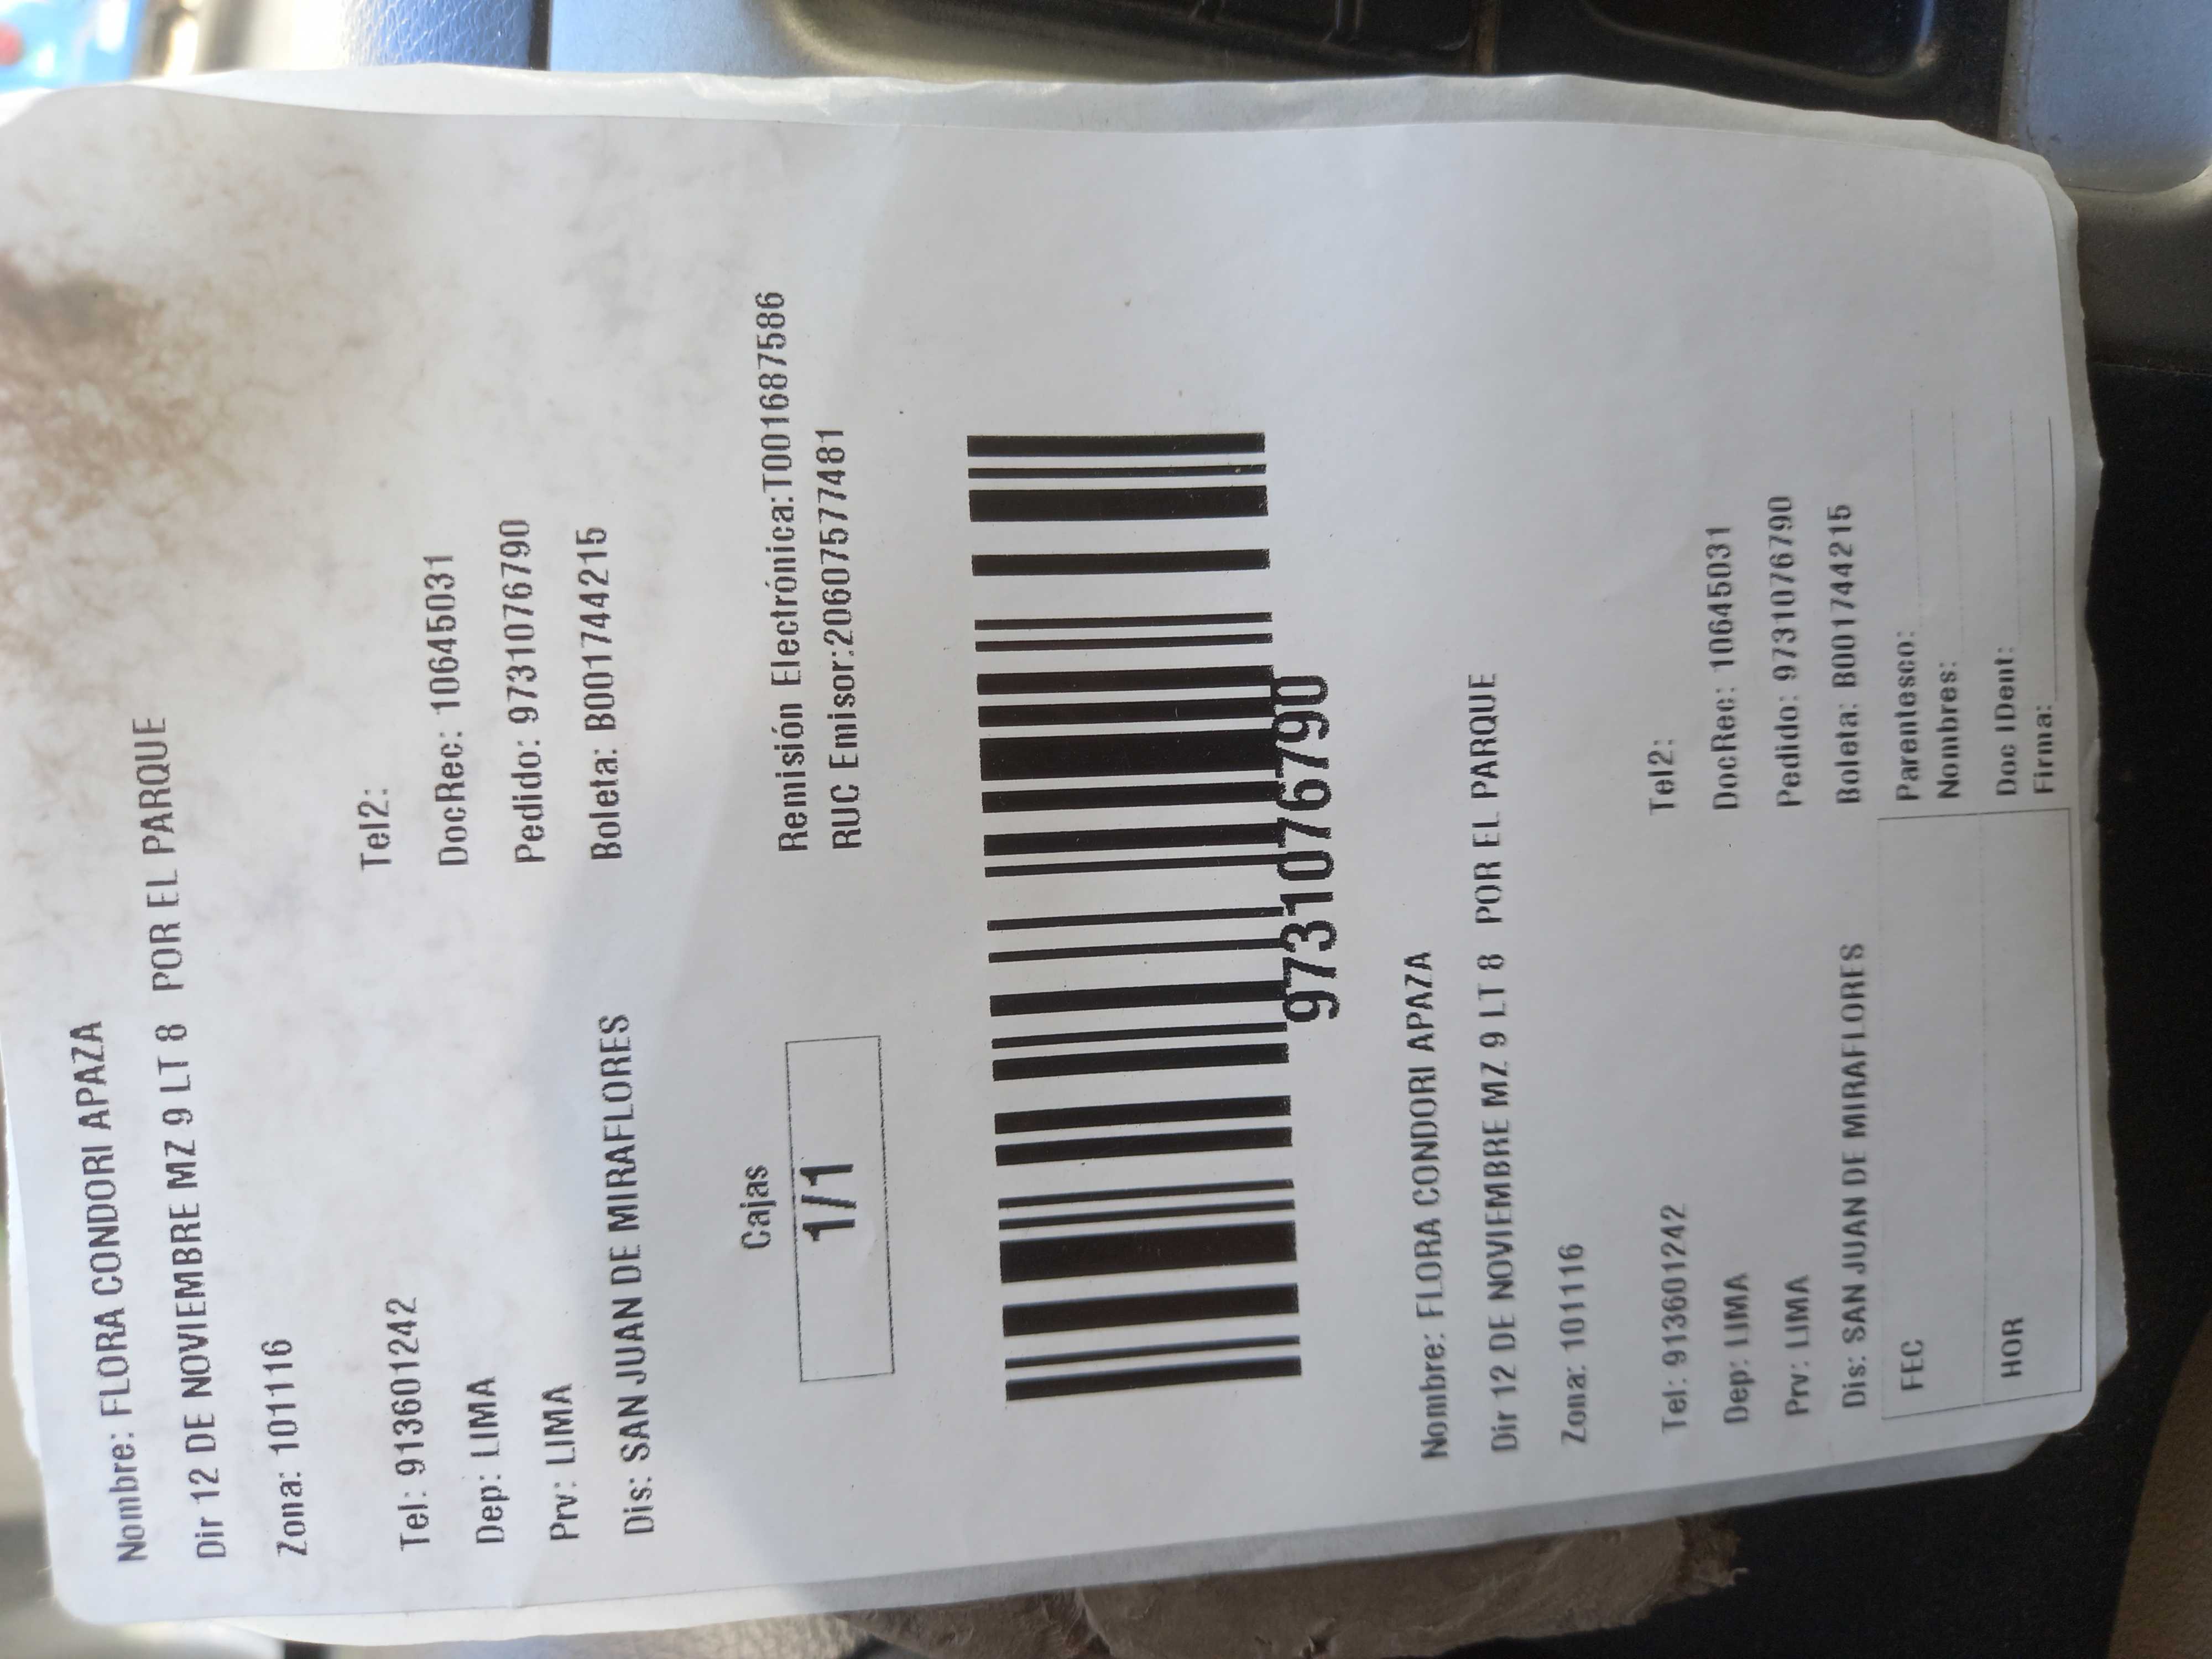 Nombre: FLORA CONDORI APAZA
Dir 12 DE NOVIEMBRE MZ 9 LT 8 POR EL PARQUE
Zona: 101116
Tel: 913601242 Tel2:
Dep: LIMA DocRec: 10645031
Prv: LIMA Pedido: 9731076790
Dis: SAN JUAN DE MIRAFLORES Boleta: B001744215
Cajas Remisión Electrónica:T001687586
1/1 RUC Emisor:20607577481
9731076790
Nombre: FLORA CONDORI APAZA
Dir 12 DE NOVIEMBRE MZ 9 LT 8 POR EL PARQUE
Zona: 101116
Tel: 913601242 Tel2:
Dep: LIMA DocRec: 10645031
Prv: LIMA Pedido: 9731076790
Dis: SAN JUAN DE MIRAFLORES Boleta: B001744215
FEC Parentesco:
Nombres:
HOR Doc IDent:
Firma: